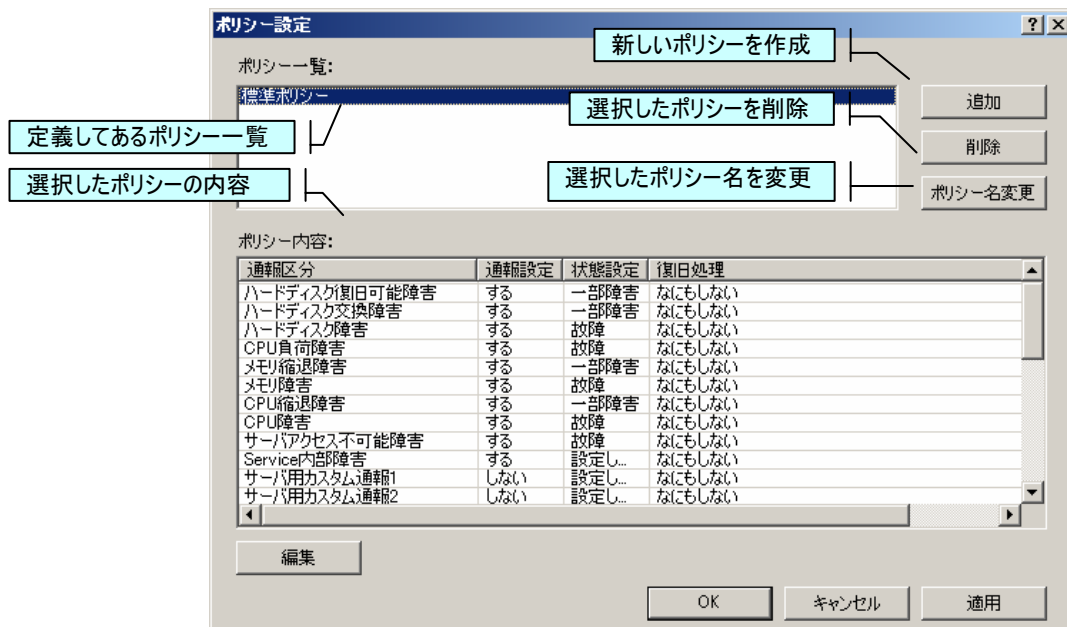 ポリシー設定
新しいポリシーを作成
ポリシー一覧:
標準ポリシー
追加
選択したポリシーを削除
定義してあるポリシー一覧
削除
選択したポリシーの内容
選択したポリシー名を変更
ポリシー名変更
ポリシー内容:
通報区分 通報設定 状態設定 復旧処理
ハードディスク復旧可能障害 する 一部障害 なにもしない
ハードディスク交換障害 する 一部障害 なにもしない
ハードディスク障害 する 故障 なにもしない
CPU負荷障害 する 故障 なにもしない
メモリ縮退障害 する 一部障害 なにもしない
メモリ障害 する 故障 なにもしない
CPU縮退障害 する 一部障害 なにもしない
CPU障害 する 故障 なにもしない
サーバアクセス不可能障害 する 故障 なにもしない
Service内部障害 する 設定し... なにもしない
サーバ用カスタム通報1 しない 設定し... なにもしない
サーバ用カスタム通報2 しない 設定し... なにもしない
編集
OK キャンセル 適用